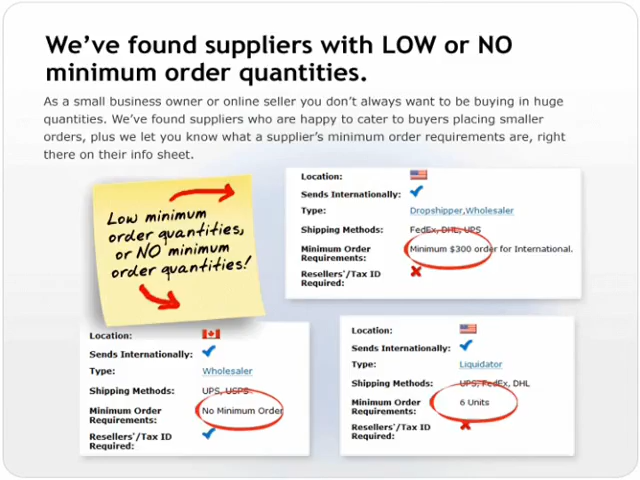 We've found suppliers with LOW or NO
minimum order quantities.
As a small business owner or online seller you don't always want to be buying in huge
quantities. We've found suppliers who are happy to cater to buyers placing smaller
orders, plus we let you know what a supplier's minimum order requirements are, right
there on their info sheet.
Low minimum
order quantities,
or NO minimum
order quantities!
Location:
Sends Internationally:
Type: Dropshipper,Wholesaler
Shipping Methods: FedEx, DHL, UPS
Minimum Order Minimum $300 order for International.
Requirements:
Resellers'/Tax ID
Required:
Location:
Sends Internationally:
Type: Wholesaler
Shipping Methods: UPS, USPS
Minimum Order No Minimum Order
Requirements:
Resellers'/Tax ID
Required:
Location:
Sends Internationally:
Type: Liquidator
Shipping Methods: UPS, FedEx, DHL
Minimum Order 6 Units
Requirements:
Resellers'/Tax ID
Required: